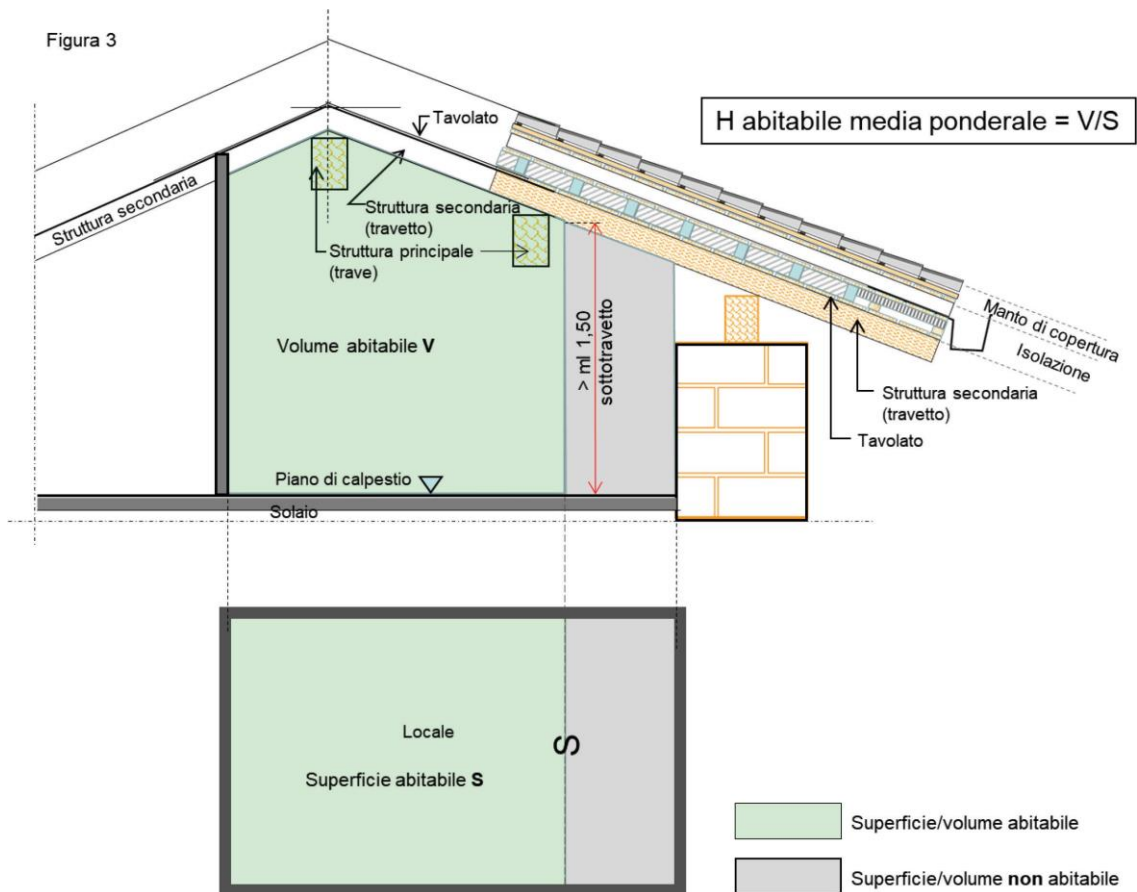 Figura 3
H abitabile media ponderale = V/S
Tavolato
Struttura secondaria
Struttura secondaria
(travetto)
Struttura principale
(trave)
Volume abitabile V
> ml 1,50
sottotravetto
Manto di copertura
Isolazione
Struttura secondaria
(travetto)
Tavolato
Piano di calpestio
Solaio
Locale
S
Superficie abitabile S
Superficie/volume abitabile
Superficie/volume non abitabile